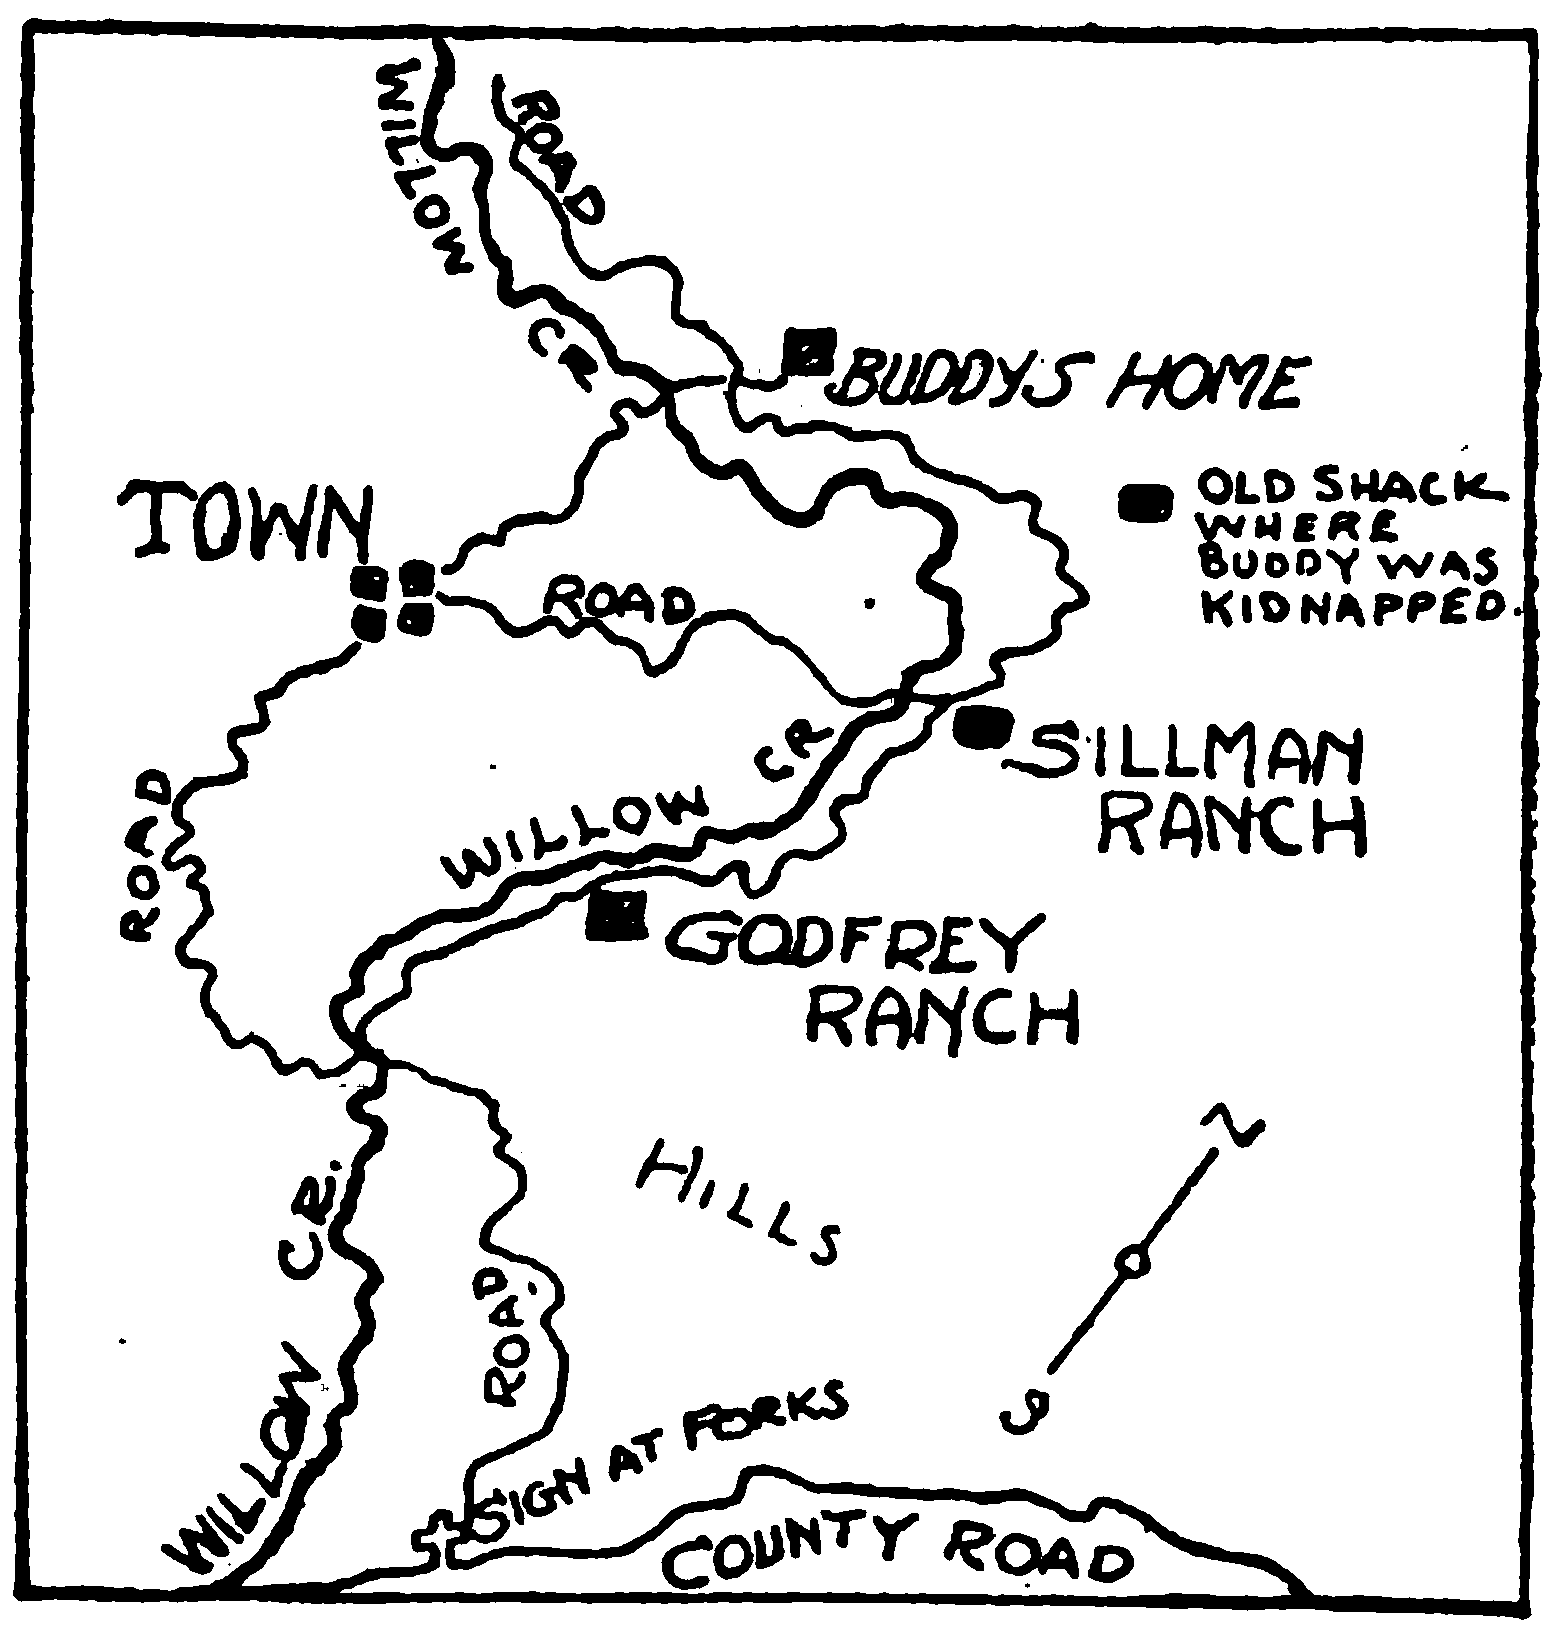 WILLOW CR
ROAD
BUDDYS HOME
TOWN
OLD SHACK
WHERE
BUDDY WAS
KIDNAPPED.
ROAD
SILLMAN
RANCH
WILLOW CR
ROAD
GODFREY
RANCH
N
HILLS
WILLOW CR.
ROAD
S
SIGN AT FORKS
COUNTY ROAD